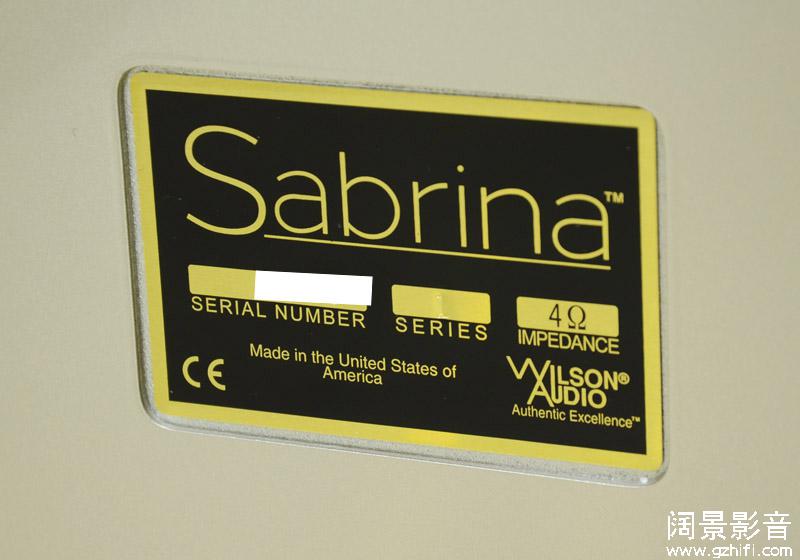 Sabrina™
SERIAL NUMBER
1
SERIES
4Ω
IMPEDANCE
Made in the United States of
America
CE
WILSON®
AUDIO
Authentic Excellence™
阔景影音
www.gzhifi.com